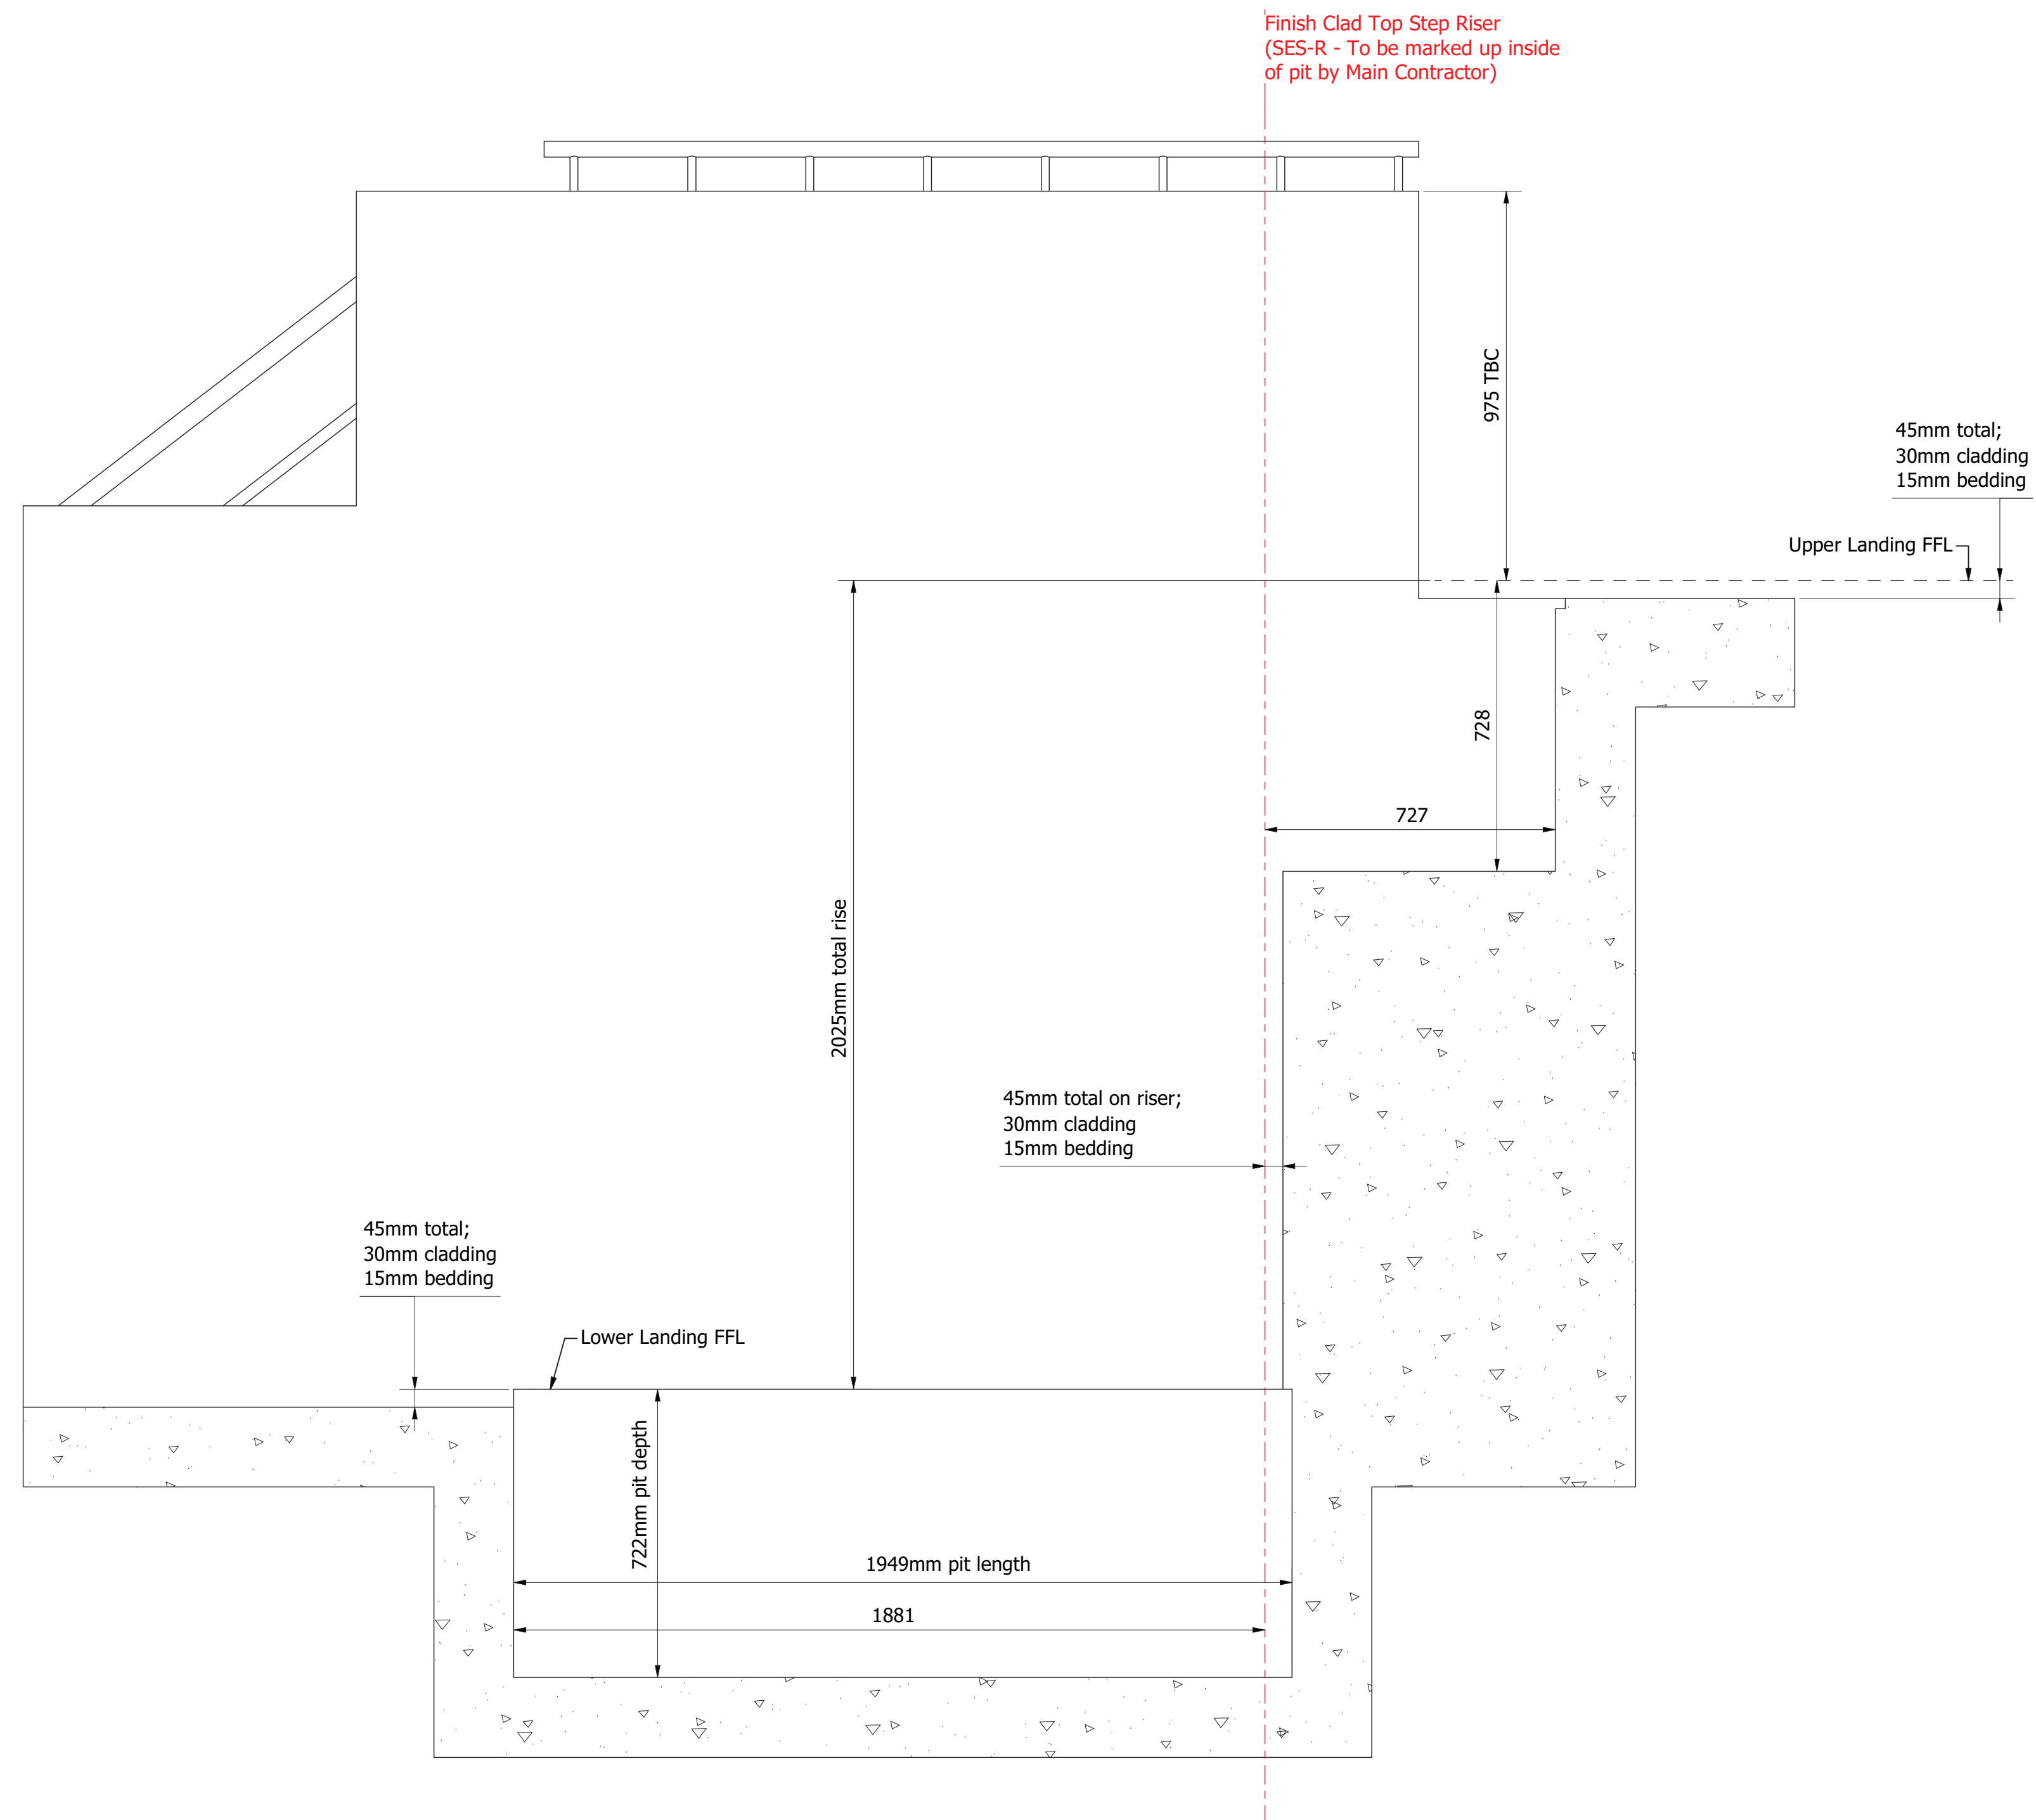 Finish Clad Top Step Riser
(SES-R - To be marked up inside
of pit by Main Contractor)
975 TBC
45mm total;
30mm cladding
15mm bedding
Upper Landing FFL
728
727
2025mm total rise
45mm total on riser;
30mm cladding
15mm bedding
45mm total;
30mm cladding
15mm bedding
Lower Landing FFL
722mm pit depth
1949mm pit length
1881